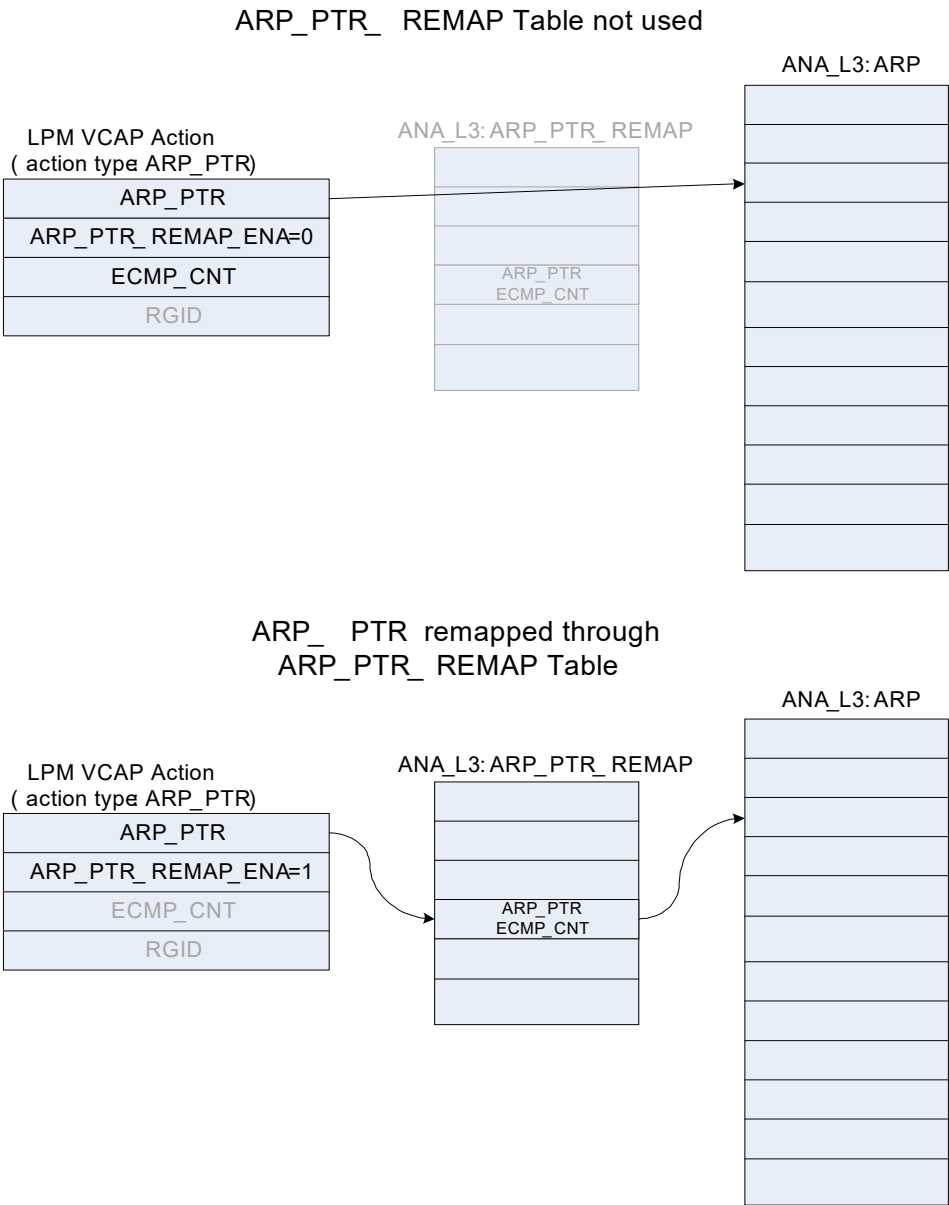 ARP_PTR_ REMAP Table not used
ANA_L3: ARP
LPM VCAP Action
( action type: ARP_PTR)
ANA_L3: ARP_PTR_REMAP
ARP_PTR
ARP_PTR_ REMAP_ENA=0
ECMP_CNT
RGID
ARP_PTR
ECMP_CNT
ARP_ PTR remapped through
ARP_PTR_ REMAP Table
ANA_L3: ARP
LPM VCAP Action
( action type: ARP_PTR)
ANA_L3: ARP_PTR_ REMAP
ARP_PTR
ARP_PTR_ REMAP_ENA=1
ECMP_CNT
RGID
ARP_PTR
ECMP_CNT